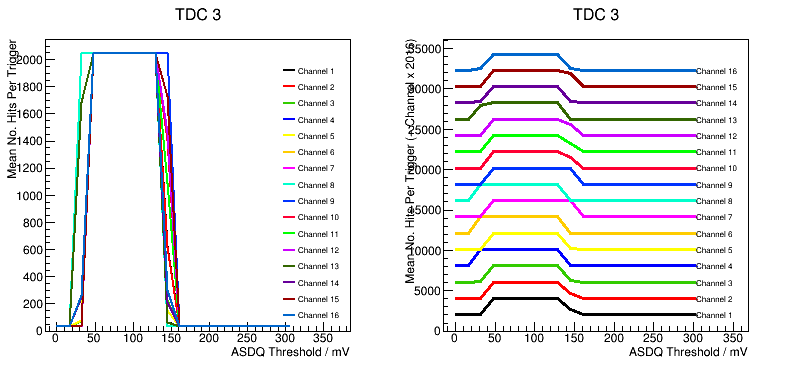 TDC 3
Mean No. Hits Per Trigger
2000
1800
1600
1400
1200
1000
800
600
400
200
0
0 50 100 150 200 250 300 350
ASDQ Threshold / mV
Channel 1
Channel 2
Channel 3
Channel 4
Channel 5
Channel 6
Channel 7
Channel 8
Channel 9
Channel 10
Channel 11
Channel 12
Channel 13
Channel 14
Channel 15
Channel 16
TDC 3
Mean No. Hits Per Trigger (+ Channel x 2016)
35000
30000
25000
20000
15000
10000
5000
0
0 50 100 150 200 250 300 350
ASDQ Threshold / mV
Channel 16
Channel 15
Channel 14
Channel 13
Channel 12
Channel 11
Channel 10
Channel 9
Channel 8
Channel 7
Channel 6
Channel 5
Channel 4
Channel 3
Channel 2
Channel 1